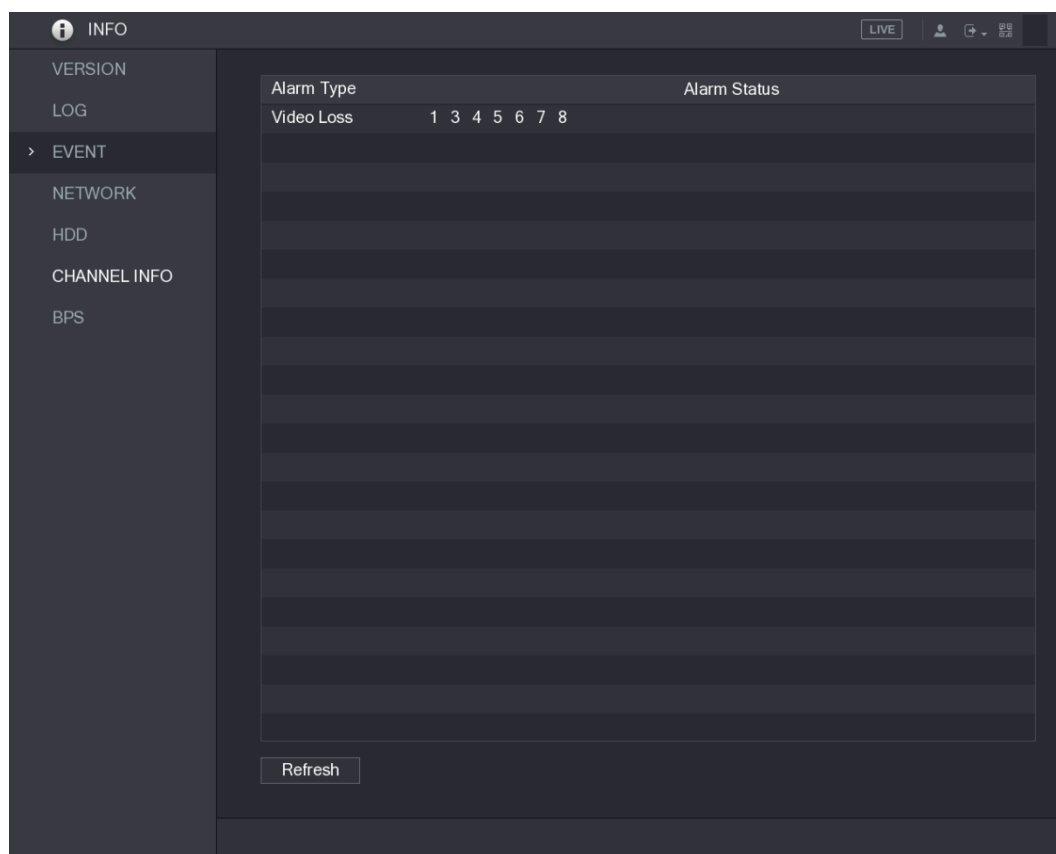 INFO
LIVE
VERSION
LOG
EVENT
NETWORK
HDD
CHANNEL INFO
BPS
Alarm Type Alarm Status
Video Loss 1 3 4 5 6 7 8
Refresh